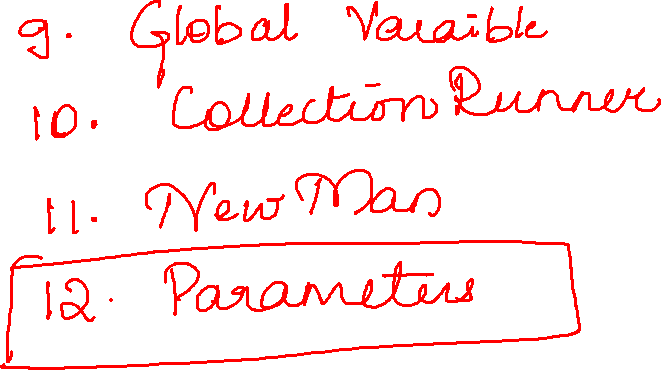 9. Global Varaible
10. Collection Runner
11. New Man
12. Parameters